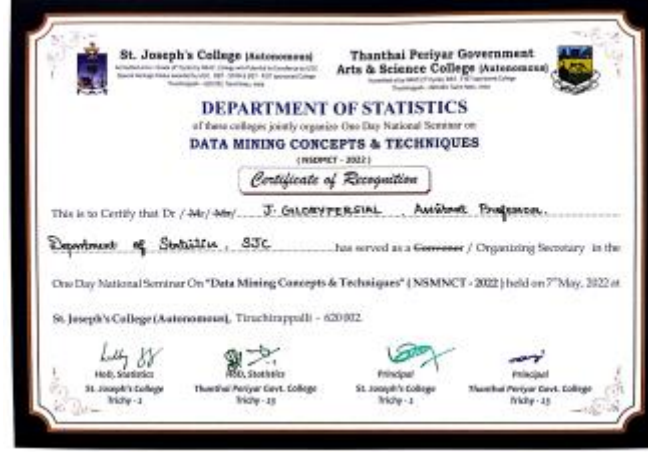 St. Joseph's College (Autonomous)
Thanthai Periyar Government
Arts & Science College (Autonomous)
DEPARTMENT OF STATISTICS
of these colleges jointly organize One Day National Seminar on
DATA MINING CONCEPTS & TECHNIQUES
(NSDMCT - 2022)
Certificate of Recognition
This is to Certify that Dr / Mr/ Mrs/ J. GLORYPERSIAL , Assistant Professor.
Department of Statistics , SJC has served as a Convenor / Organizing Secretary in the
One Day National Seminar On "Data Mining Concepts & Techniques" ( NSMNCT - 2022 ) held on 7th May, 2022 at
St. Joseph's College (Autonomous), Tiruchirappalli - 620 002.
HoD, Statistics
St. Joseph's College
Trichy - 2
HoD, Statistics
Thanthai Periyar Govt. College
Trichy - 23
Principal
St. Joseph's College
Trichy - 2
Principal
Thanthai Periyar Govt. College
Trichy - 23